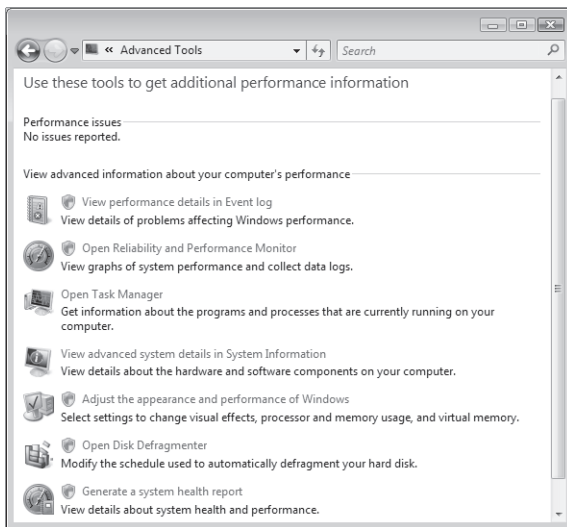 « Advanced Tools
Search
Use these tools to get additional performance information
Performance issues
No issues reported.
View advanced information about your computer's performance
View performance details in Event log
View details of problems affecting Windows performance.
Open Reliability and Performance Monitor
View graphs of system performance and collect data logs.
Open Task Manager
Get information about the programs and processes that are currently running on your
computer.
View advanced system details in System Information
View details about the hardware and software components on your computer.
Adjust the appearance and performance of Windows
Select settings to change visual effects, processor and memory usage, and virtual memory.
Open Disk Defragmenter
Modify the schedule used to automatically defragment your hard disk.
Generate a system health report
View details about system health and performance.